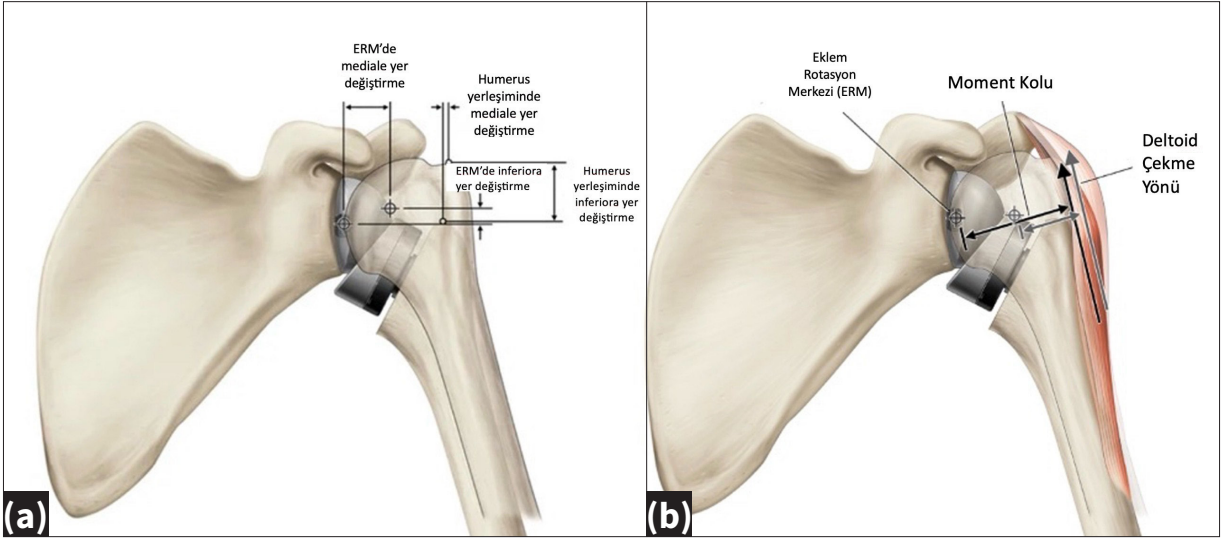 ERM’de
mediale yer
değiştirme
Humerus
yerleşiminde
mediale yer
değiştirme
ERM’de inferiora
yer değiştirme
Humerus
yerleşiminde
inferiora yer
değiştirme
(a)
Eklem
Rotasyon
Merkezi (ERM)
Moment Kolu
Deltoid
Çekme
Yönü
(b)